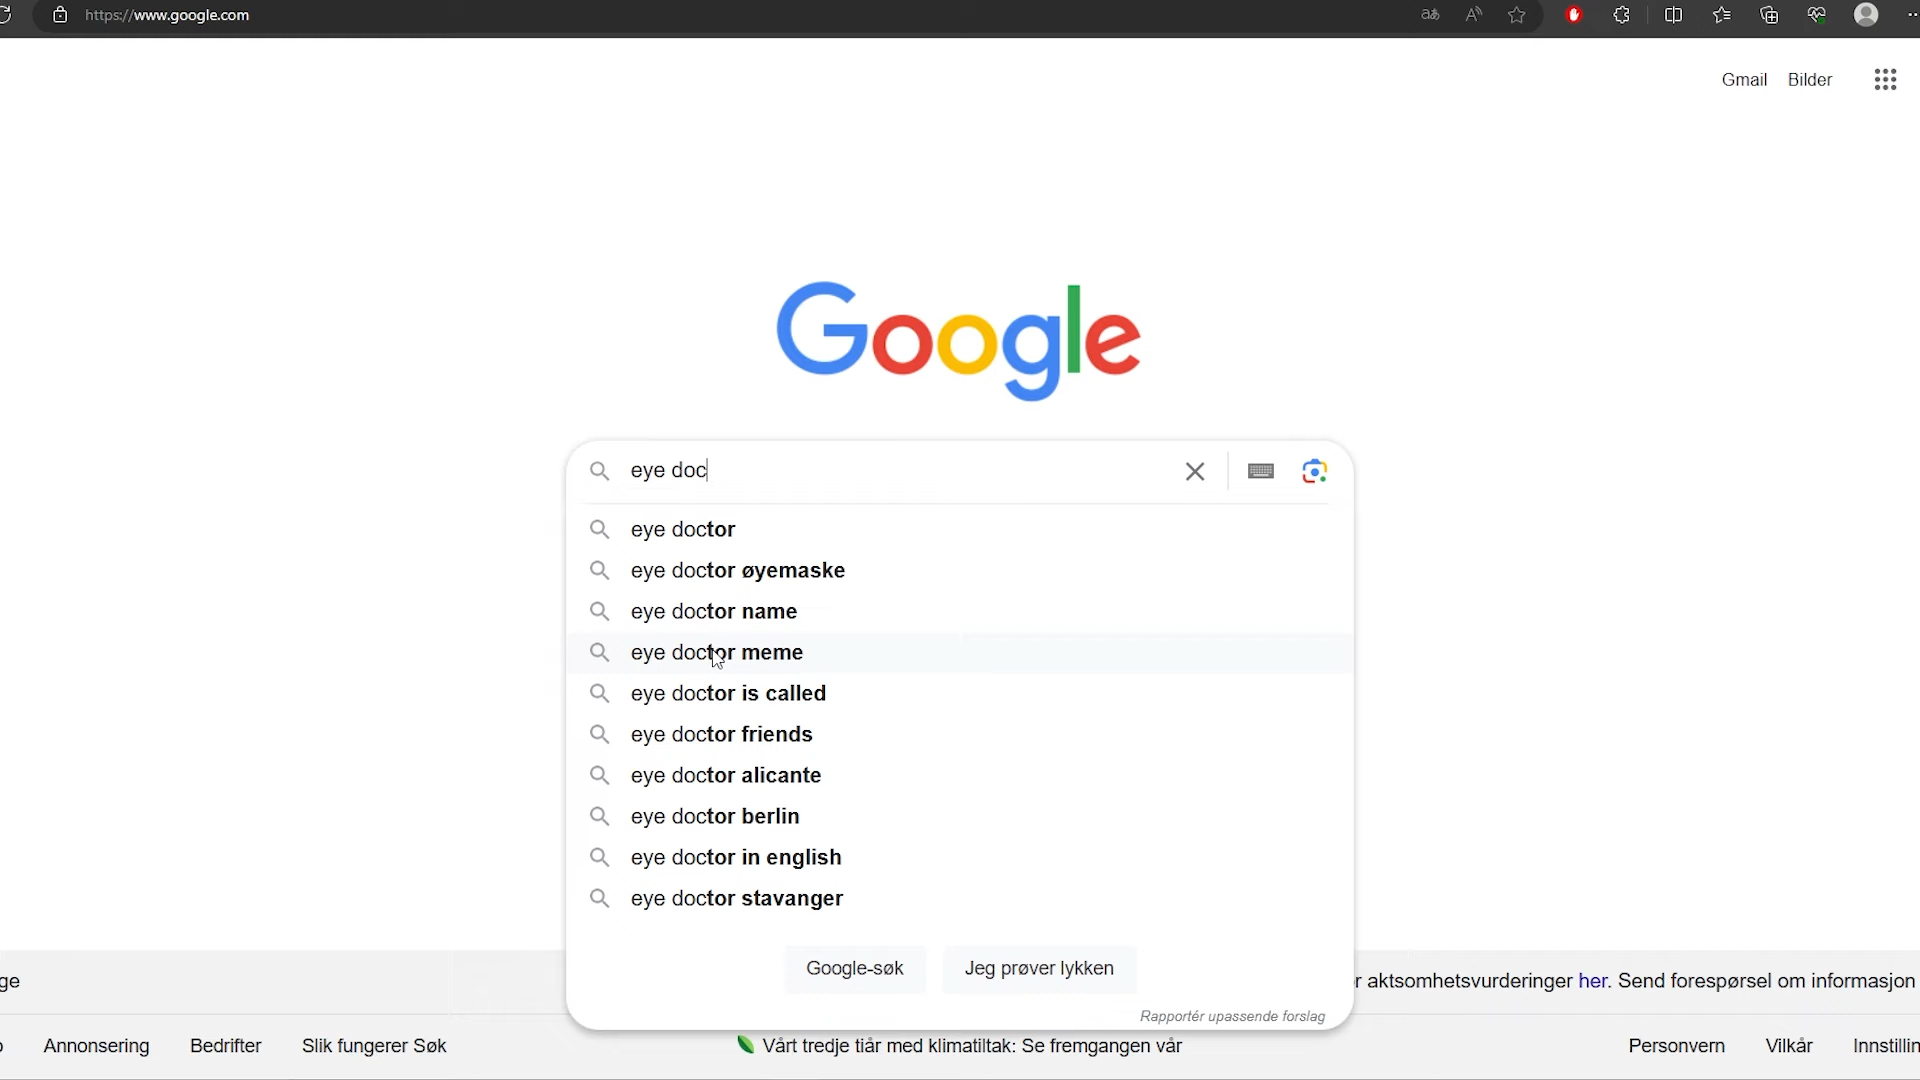 https://www.google.com
Gmail Bilder
Google
eye doc
eye doctor
eye doctor øyemaske
eye doctor name
eye doctor meme
eye doctor is called
eye doctor friends
eye doctor alicante
eye doctor berlin
eye doctor in english
eye doctor stavanger
Google-søk Jeg prøver lykken
Rapportér upassende forslag
ge
r aktsomhetsvurderinger her. Send forespørsel om informasjon
Annonsering Bedrifter Slik fungerer Søk Vårt tredje tiår med klimatiltak: Se fremgangen vår Personvern Vilkår Innstillin